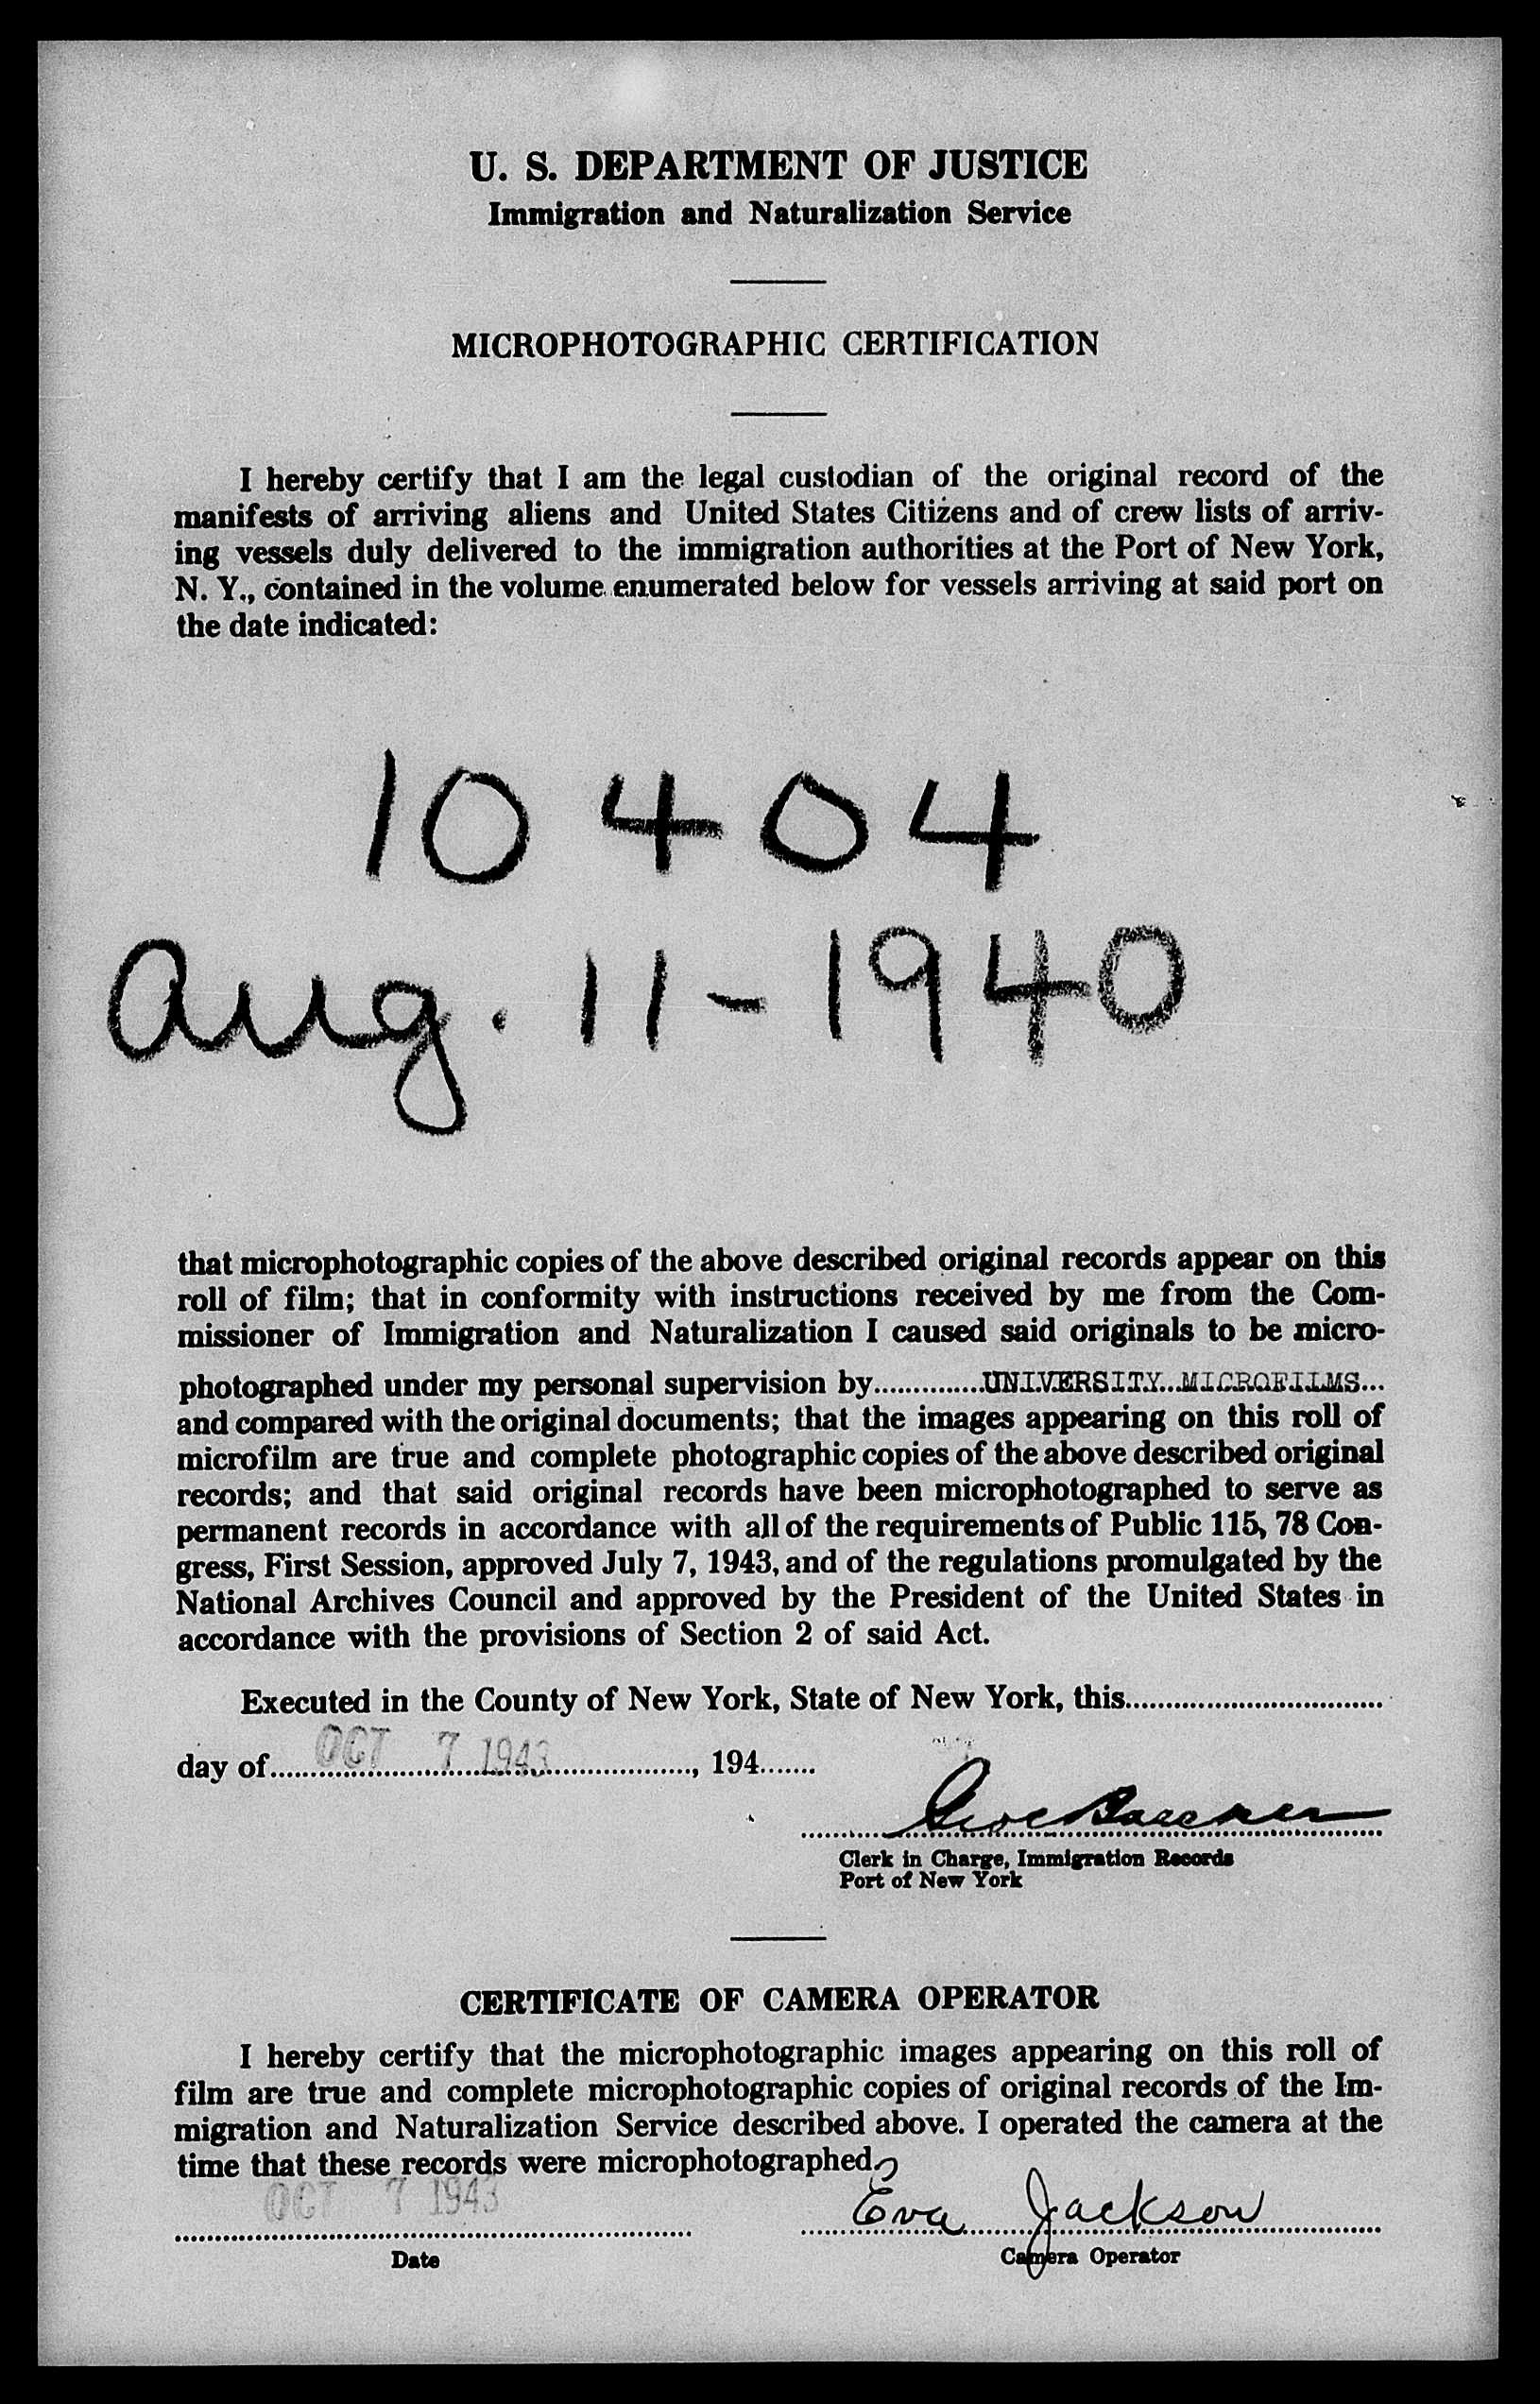 U. S. DEPARTMENT OF JUSTICE
Immigration and Naturalization Service
MICROPHOTOGRAPHIC CERTIFICATION
I hereby certify that I am the legal custodian of the original record of the
manifests of arriving aliens and United States Citizens and of crew lists of arriv-
ing vessels duly delivered to the immigration authorities at the Port of New York,
N. Y., contained in the volume enumerated below for vessels arriving at said port on
the date indicated:
10404
Aug. 11-1940
that microphotographic copies of the above described original records appear on this
roll of film; that in conformity with instructions received by me from the Com-
missioner of Immigration and Naturalization I caused said originals to be micro-
photographed under my personal supervision by..............UNIVERSITY MICROFILMS...
and compared with the original documents; that the images appearing on this roll of
microfilm are true and complete photographic copies of the above described original
records; and that said original records have been microphotographed to serve as
permanent records in accordance with all of the requirements of Public 115, 78 Con-
gress, First Session, approved July 7, 1943, and of the regulations promulgated by the
National Archives Council and approved by the President of the United States in
accordance with the provisions of Section 2 of said Act.
Executed in the County of New York, State of New York, this................................
day of......OCT 7 1943.................., 194.......
Clerk in Charge, Immigration Records
Port of New York
CERTIFICATE OF CAMERA OPERATOR
I hereby certify that the microphotographic images appearing on this roll of
film are true and complete microphotographic copies of original records of the Im-
migration and Naturalization Service described above. I operated the camera at the
time that these records were microphotographed.
OCT 7 1943
Eva Jackson
Date
Camera Operator